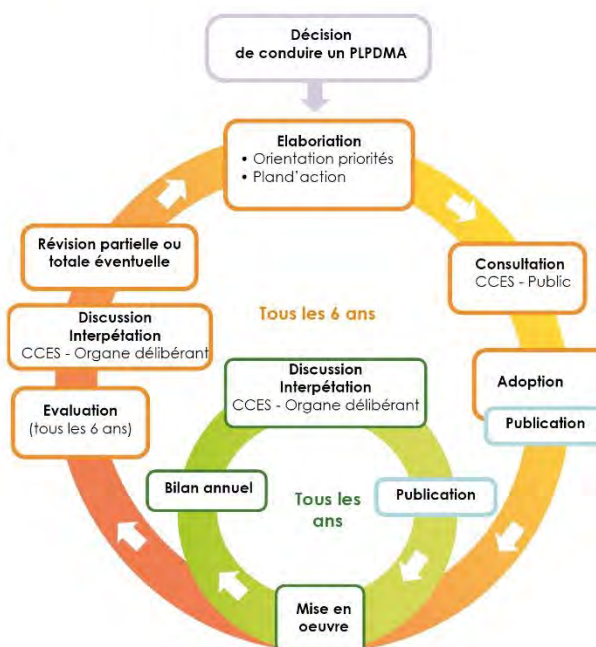 Décision
de conduire un PLPDMA
Elaboriation
• Orientation priorités
• Pland'action
Consultation
CCES - Public
Adoption
Publication
Révision partielle ou
totale éventuelle
Discussion
Interpétation
CCES - Organe délibérant
Evaluation
(tous les 6 ans)
Tous les 6 ans
Discussion
Interpétation
CCES - Organe délibérant
Bilan annuel
Tous les
ans
Publication
Mise en
oeuvre